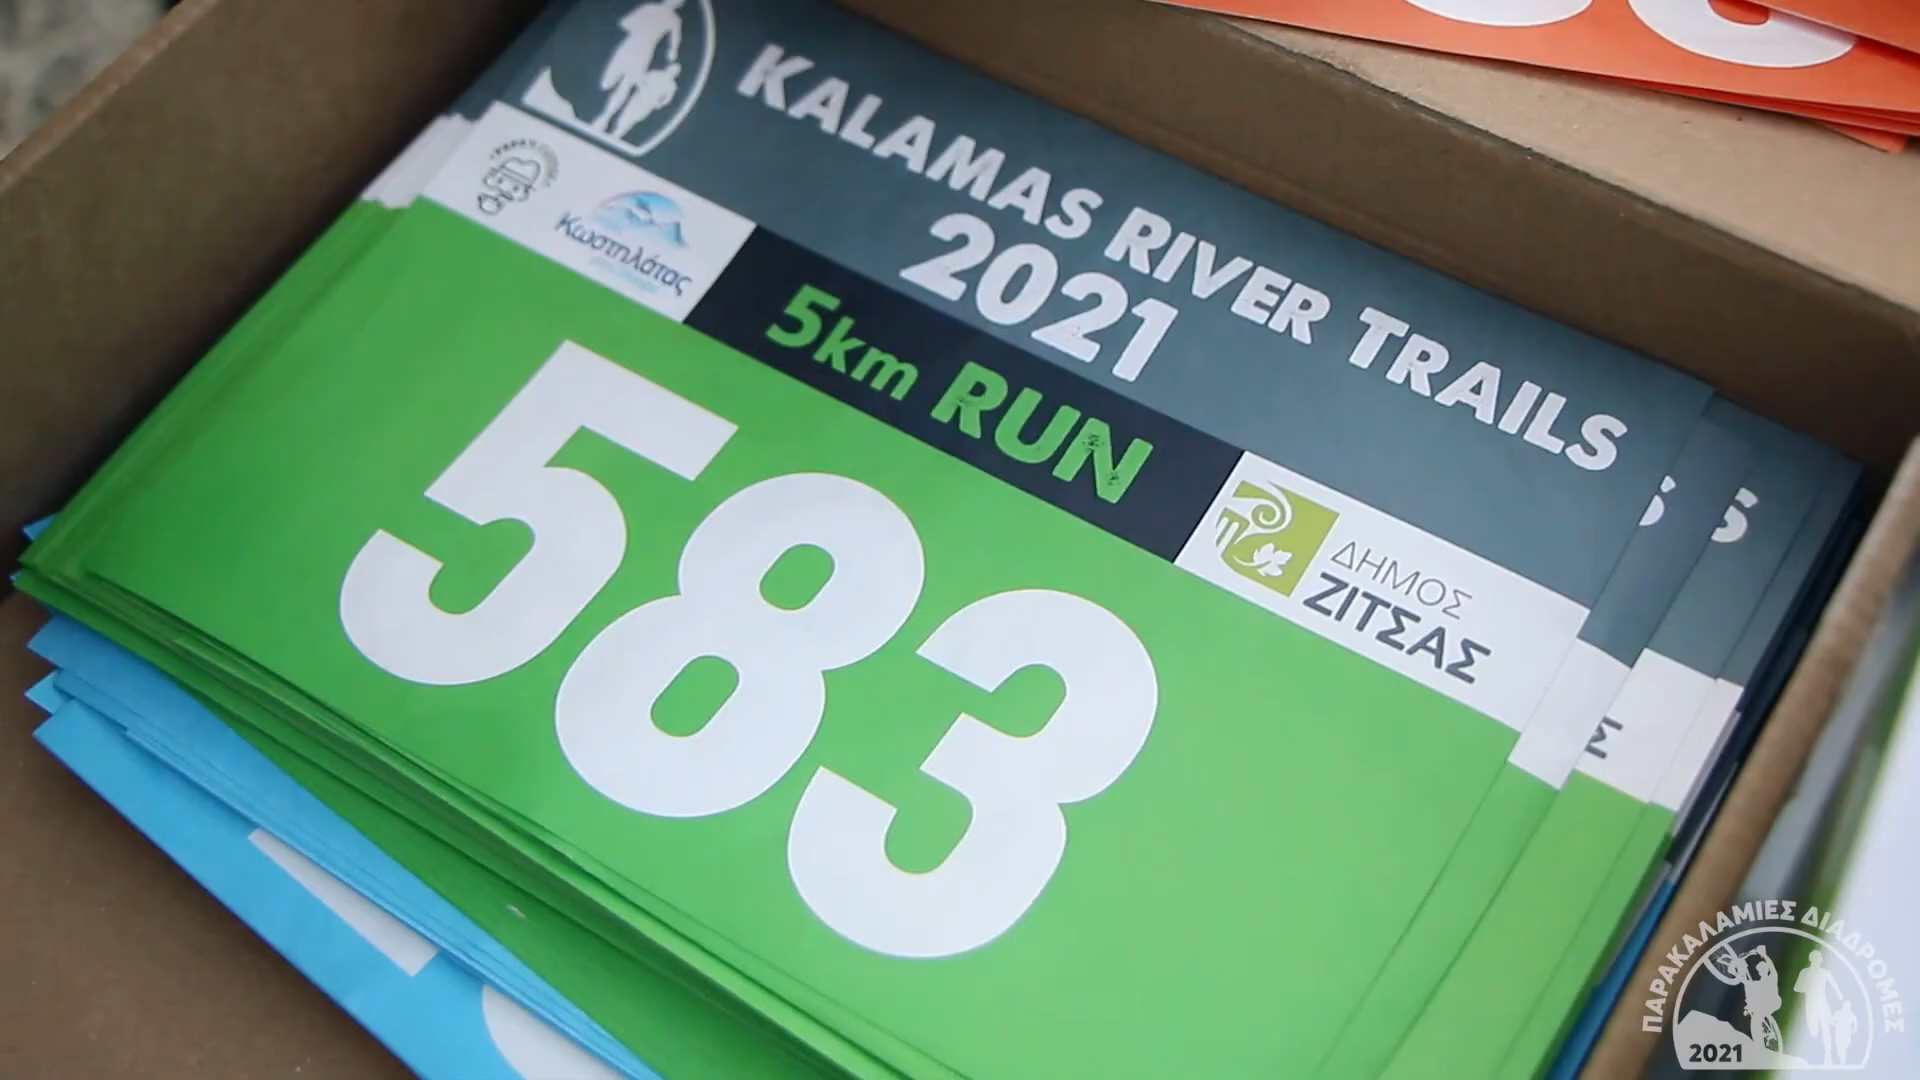 KALAMAS RIVER TRAILS
2021
Κωστηλάτας
5km RUN
ΔΗΜΟΣ
ΖΙΤΣΑΣ
583
ΠΑΡΑΚΑΛΑΜΙΕΣ ΔΙΑΔΡΟΜΕΣ
2021